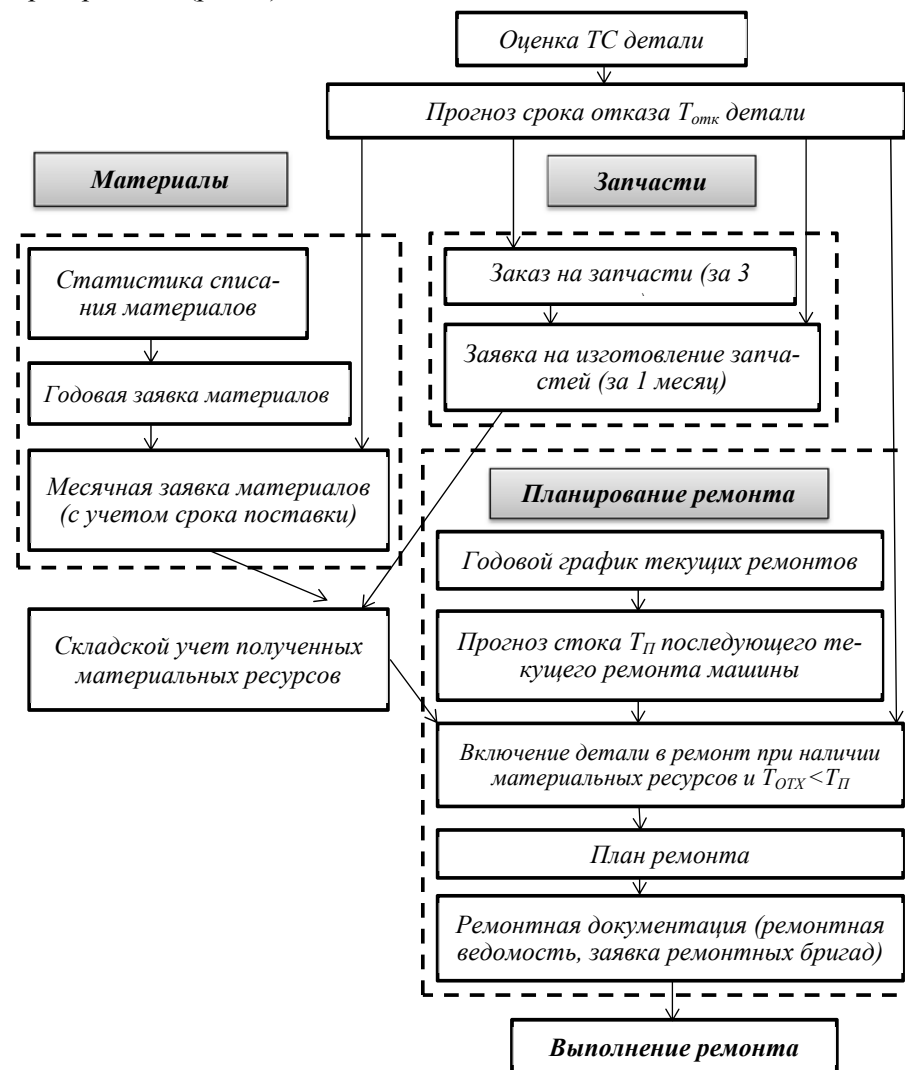 Оценка ТС детали
Прогноз срока отказа Tотк детали
Материалы
Запчасти
Статистика списа-
ния материалов
Годовая заявка материалов
Месячная заявка материалов
(с учетом срока поставки)
Заказ на запчасти (за 3
Заявка на изготовление запча-
стей (за 1 месяц)
Планирование ремонта
Годовой график текущих ремонтов
Прогноз стока TП последующего те-
кущего ремонта машины
Складской учет полученных
материальных ресурсов
Включение детали в ремонт при наличии
материальных ресурсов и TОТХ<TП
План ремонта
Ремонтная документация (ремонтная
ведомость, заявка ремонтных бригад)
Выполнение ремонта